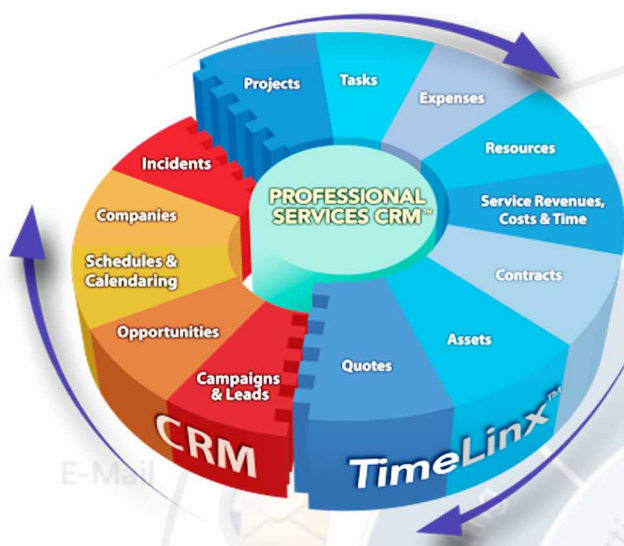 Projects
Tasks
Expenses
Resources
Service Revenues,
Costs & Time
Contracts
Assets
Quotes
Campaigns
& Leads
Opportunities
Schedules &
Calendaring
Companies
Incidents
PROFESSIONAL
SERVICES CRM™
CRM
TimeLinx™
E-Mail